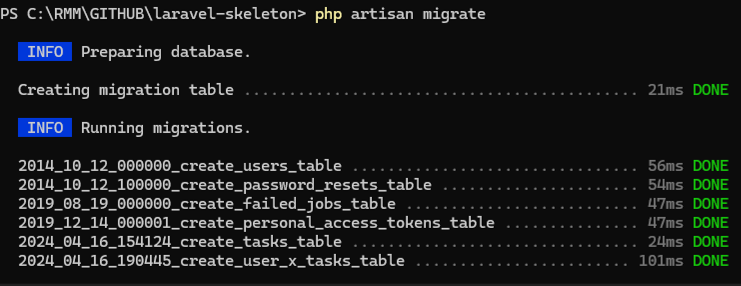 PS C:\RMM\GITHUB\laravel-skeleton> php artisan migrate
INFO Preparing database.
Creating migration table ............................................ 21ms DONE
INFO Running migrations.
2014_10_12_000000_create_users_table ................................ 56ms DONE
2014_10_12_100000_create_password_resets_table ...................... 54ms DONE
2019_08_19_000000_create_failed_jobs_table .......................... 47ms DONE
2019_12_14_000001_create_personal_access_tokens_table ............... 47ms DONE
2024_04_16_154124_create_tasks_table ................................ 24ms DONE
2024_04_16_190445_create_user_x_tasks_table ........................ 101ms DONE